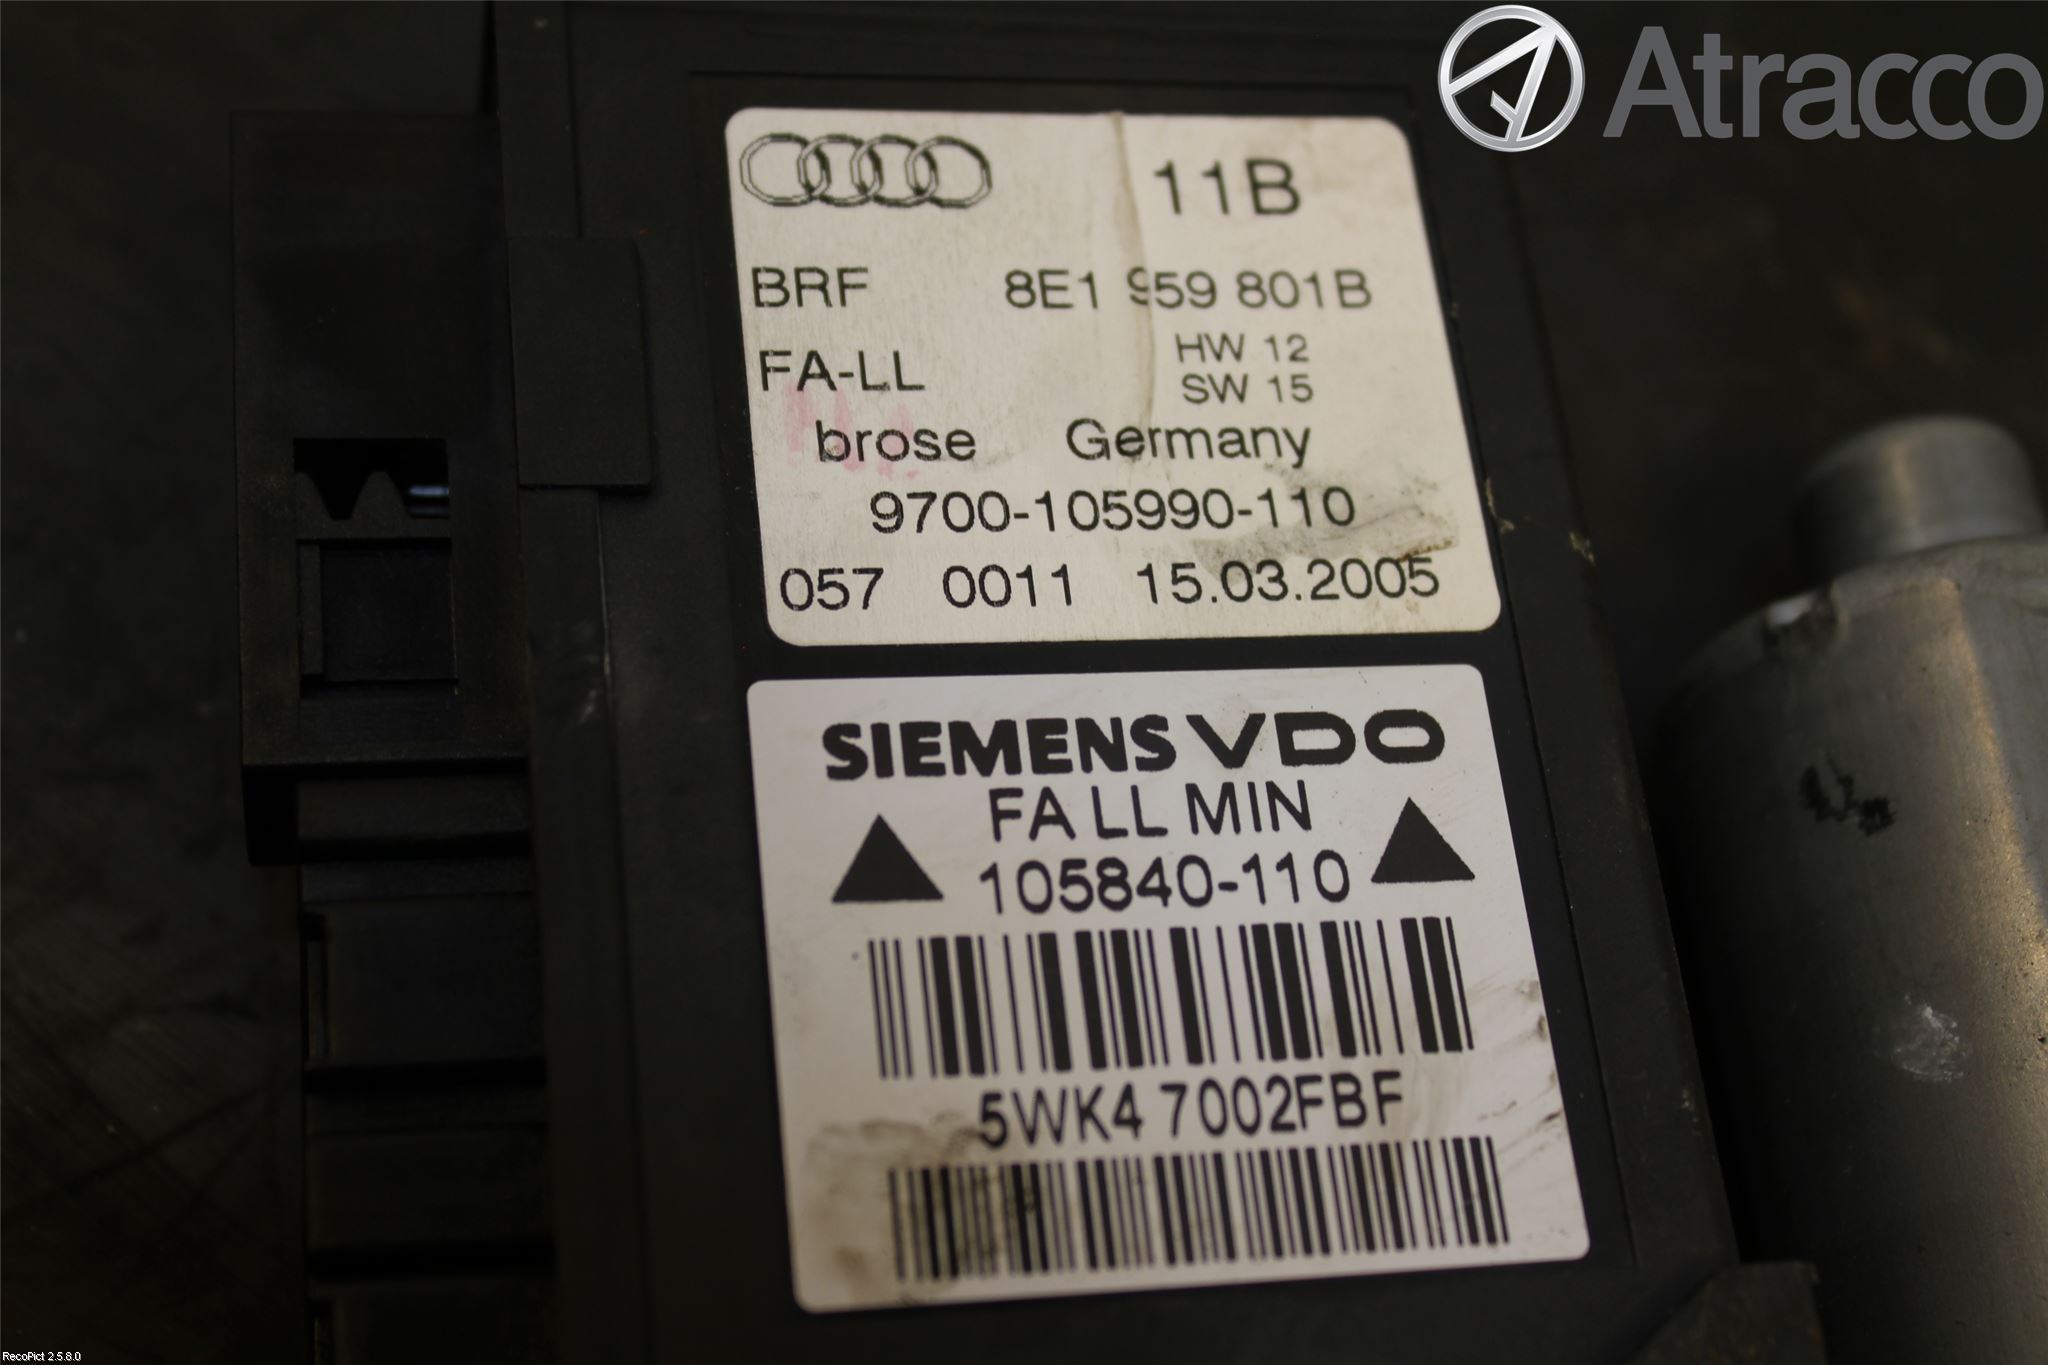 Atracco
11B
BRF 8E1 959 801B
FA-LL HW 12
SW 15
brose Germany
9700-105990-110
057 0011 15.03.2005
SIEMENS VDO
FA LL MIN
105840-110
5WK4 7002FBF
RecoPict 2.5.8.0